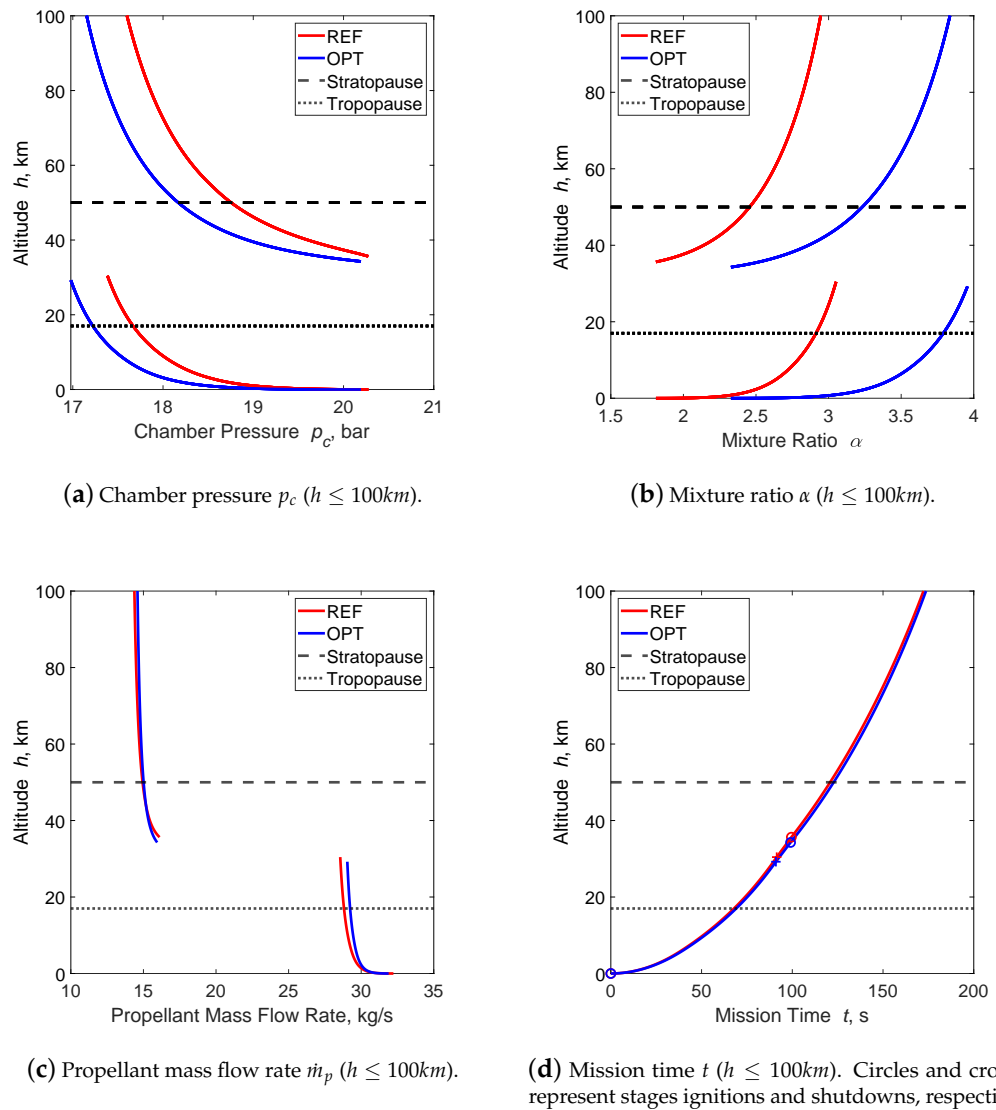 100
80
60
40
20
0
17
18
19
20
21
Altitude h, km
Chamber Pressure p_c, bar
REF
OPT
Stratopause
Tropopause
(a) Chamber pressure p_c (h ≤ 100km).
100
80
60
40
20
0
1.5
2
2.5
3
3.5
4
Altitude h, km
Mixture Ratio α
REF
OPT
Stratopause
Tropopause
(b) Mixture ratio α (h ≤ 100km).
100
80
60
40
20
0
10
15
20
25
30
35
Altitude h, km
Propellant Mass Flow Rate, kg/s
REF
OPT
Stratopause
Tropopause
(c) Propellant mass flow rate ṁ_p (h ≤ 100km).
100
80
60
40
20
0
0
50
100
150
200
Altitude h, km
Mission Time t, s
REF
OPT
Stratopause
Tropopause
(d) Mission time t (h ≤ 100km). Circles and cro
represent stages ignitions and shutdowns, respecti